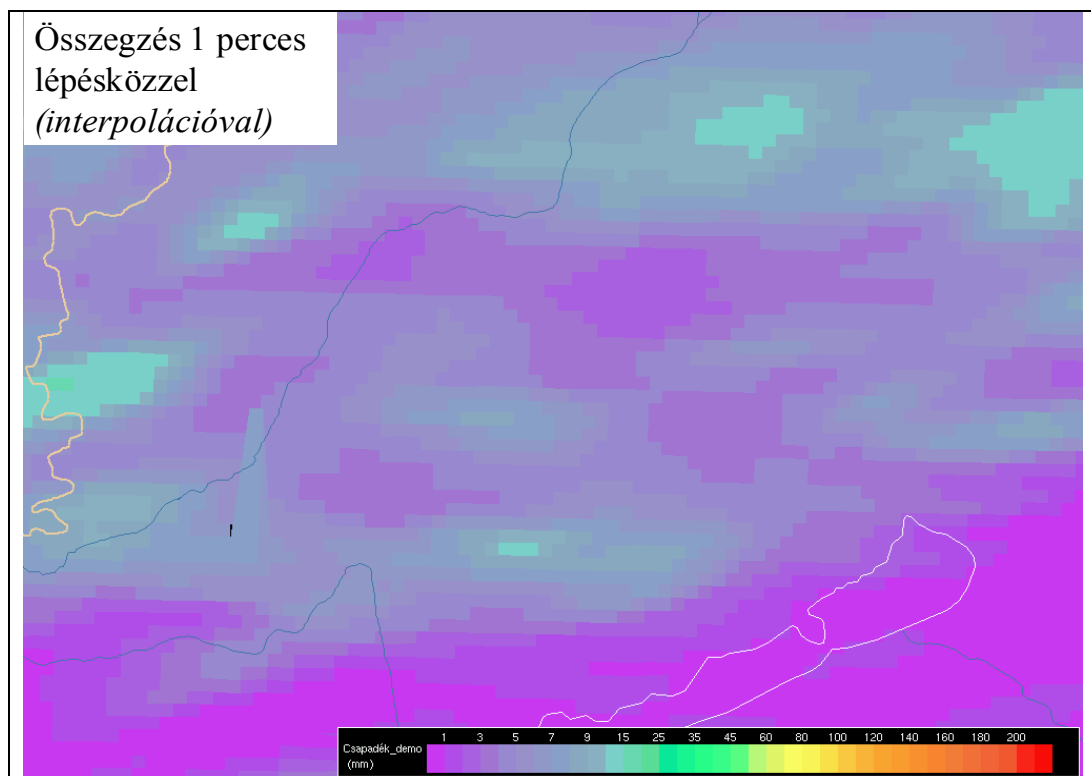 Összegzés 1 perces
lépésközzel
(interpolációval)
Csapadék_demo 1 3 5 7 9 15 25 35 45 60 80 100 120 140 160 180 200
(mm)